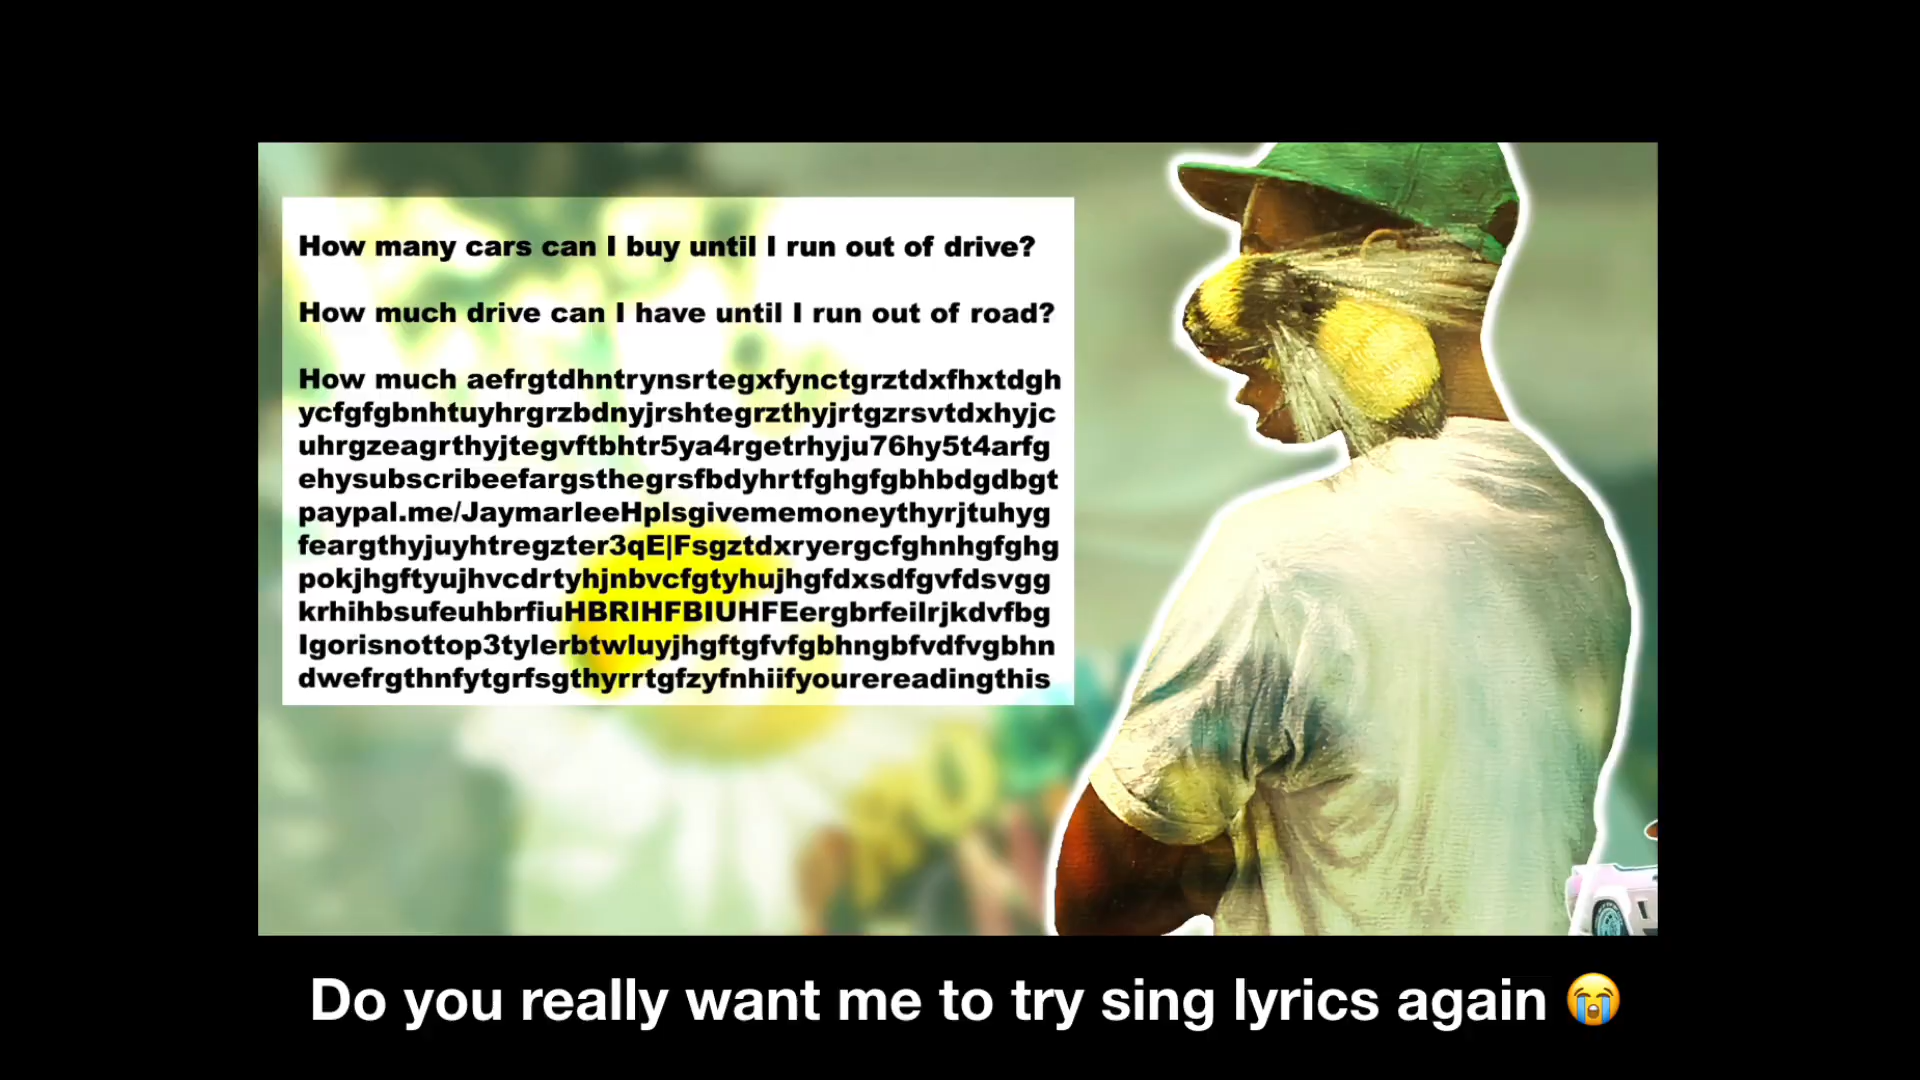 How many cars can I buy until I run out of drive?
How much drive can I have until I run out of road?
How much aefrgtdhntrynsrtegxfynctgrztdxfhxtdgh
ycfgfgbnhtuyhrgrzbdnyjrshtegrzthyjrtgzrsvtdxhyjc
uhrgzeagrthyjtegvftbhtr5ya4rgetrhyju76hy5t4arfg
ehysubscribeefargsthegrsfbdyhrtfghgfgbhbdgdbgt
paypal.me/JaymarleeHplsgivememoneythyrjtuhyg
feargthyjuyhtregzter3qE|Fsgztdxryergcfghnhgfghg
pokjhgftyujhvcdrtyhjnbvcfgtyhujhgfdxsdfgvfdsvgg
krhihbsufeuhbrfiuHBRIHFBIUHFEergbrfeilrjkdvfbg
Igorisnottop3tylerbtwluyjhgftgfvfgbhngbfvdfvgbhn
dwefrgthnfytgrfsgthyrrtgfzyfnhiifyourereadingthis
Do you really want me to try sing lyrics again 😭